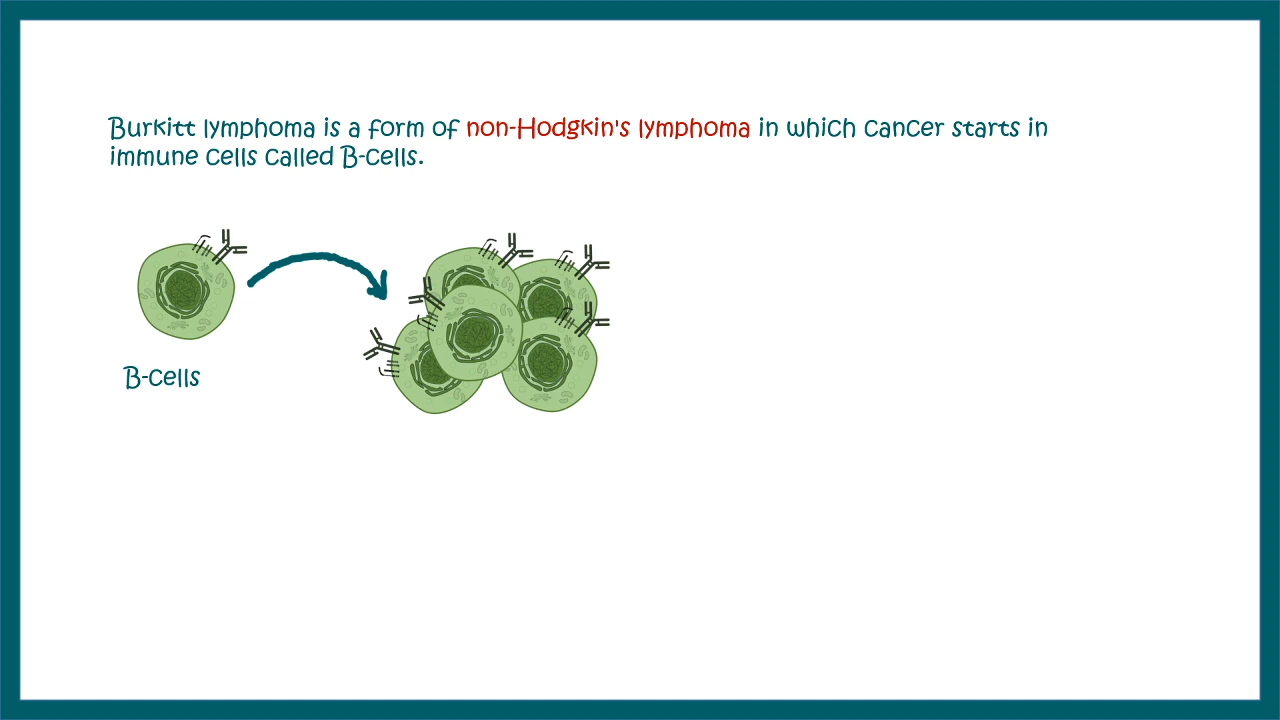 Burkitt lymphoma is a form of non-Hodgkin's lymphoma in which cancer starts in
immune cells called B-cells.
B-cells